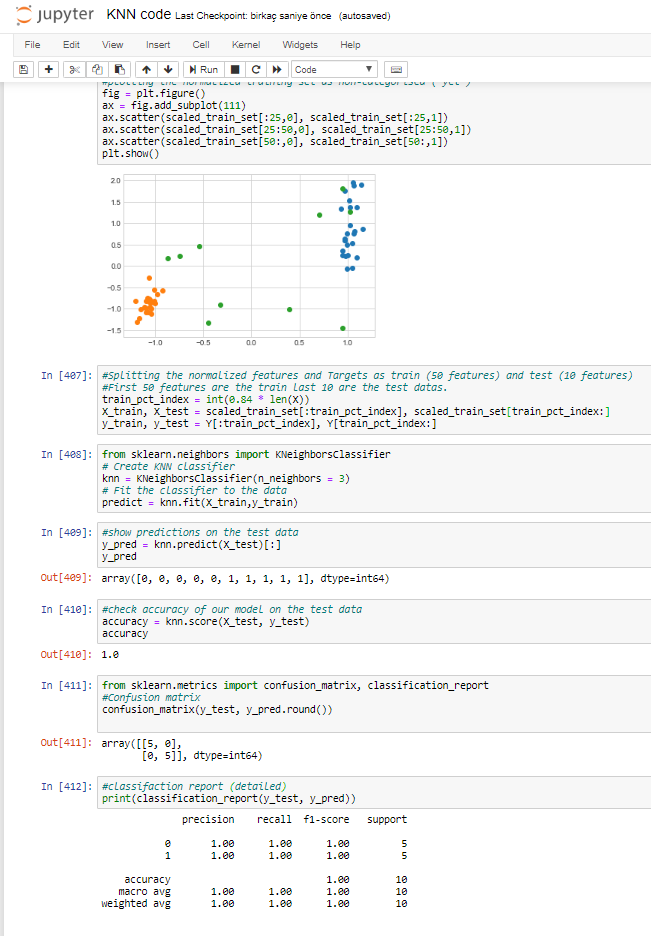 jupyter KNN code Last Checkpoint: birkaç saniye önce (autosaved)
File Edit View Insert Cell Kernel Widgets Help
Run Code
#plotting the normalized training set as non-categorised ( yet )
fig = plt.figure()
ax = fig.add_subplot(111)
ax.scatter(scaled_train_set[:25,0], scaled_train_set[:25,1])
ax.scatter(scaled_train_set[25:50,0], scaled_train_set[25:50,1])
ax.scatter(scaled_train_set[50:,0], scaled_train_set[50:,1])
plt.show()
2.0
1.5
1.0
0.5
0.0
−0.5
−1.0
−1.5
−1.0 −0.5 0.0 0.5 1.0
In [407]: #Splitting the normalized features and Targets as train (50 features) and test (10 features)
#First 50 features are the train last 10 are the test datas.
train_pct_index = int(0.84 * len(X))
X_train, X_test = scaled_train_set[:train_pct_index], scaled_train_set[train_pct_index:]
y_train, y_test = Y[:train_pct_index], Y[train_pct_index:]
In [408]: from sklearn.neighbors import KNeighborsClassifier
# Create KNN classifier
knn = KNeighborsClassifier(n_neighbors = 3)
# Fit the classifier to the data
predict = knn.fit(X_train,y_train)
In [409]: #show predictions on the test data
y_pred = knn.predict(X_test)[:]
y_pred
Out[409]: array([0, 0, 0, 0, 0, 1, 1, 1, 1, 1], dtype=int64)
In [410]: #check accuracy of our model on the test data
accuracy = knn.score(X_test, y_test)
accuracy
Out[410]: 1.0
In [411]: from sklearn.metrics import confusion_matrix, classification_report
#Confusion matrix
confusion_matrix(y_test, y_pred.round())
Out[411]: array([[5, 0],
[0, 5]], dtype=int64)
In [412]: #classifaction report (detailed)
print(classification_report(y_test, y_pred))
precision recall f1-score support
0 1.00 1.00 1.00 5
1 1.00 1.00 1.00 5
accuracy 1.00 10
macro avg 1.00 1.00 1.00 10
weighted avg 1.00 1.00 1.00 10